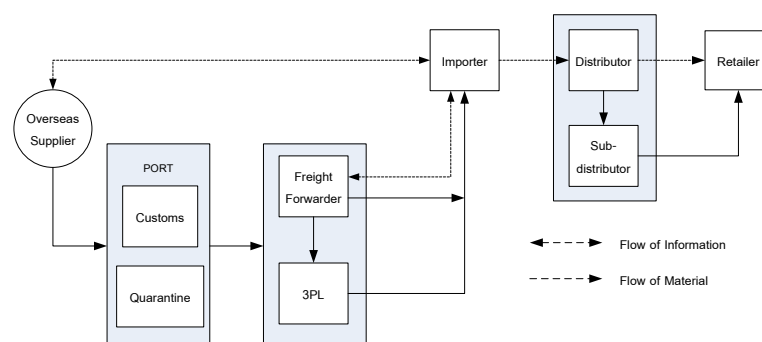 Importer
Distributor
Retailer
Overseas
Supplier
Sub-
distributor
PORT
Freight
Forwarder
Customs
Flow of Information
Quarantine
3PL
Flow of Material